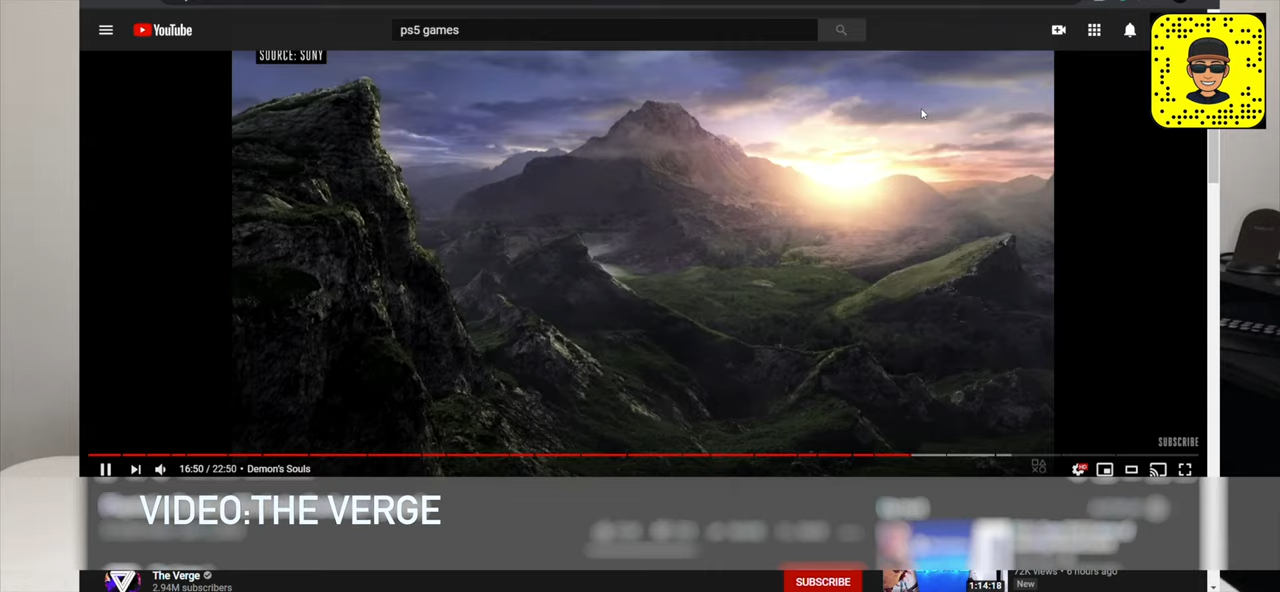 YouTube
ps5 games
SOURCE: SONY
SUBSCRIBE
16:50 / 22:50 • Demon's Souls
HD
VIDEO:THE VERGE
The Verge
2.94M subscribers
SUBSCRIBE
1:14:18
72K views • 6 hours ago
New